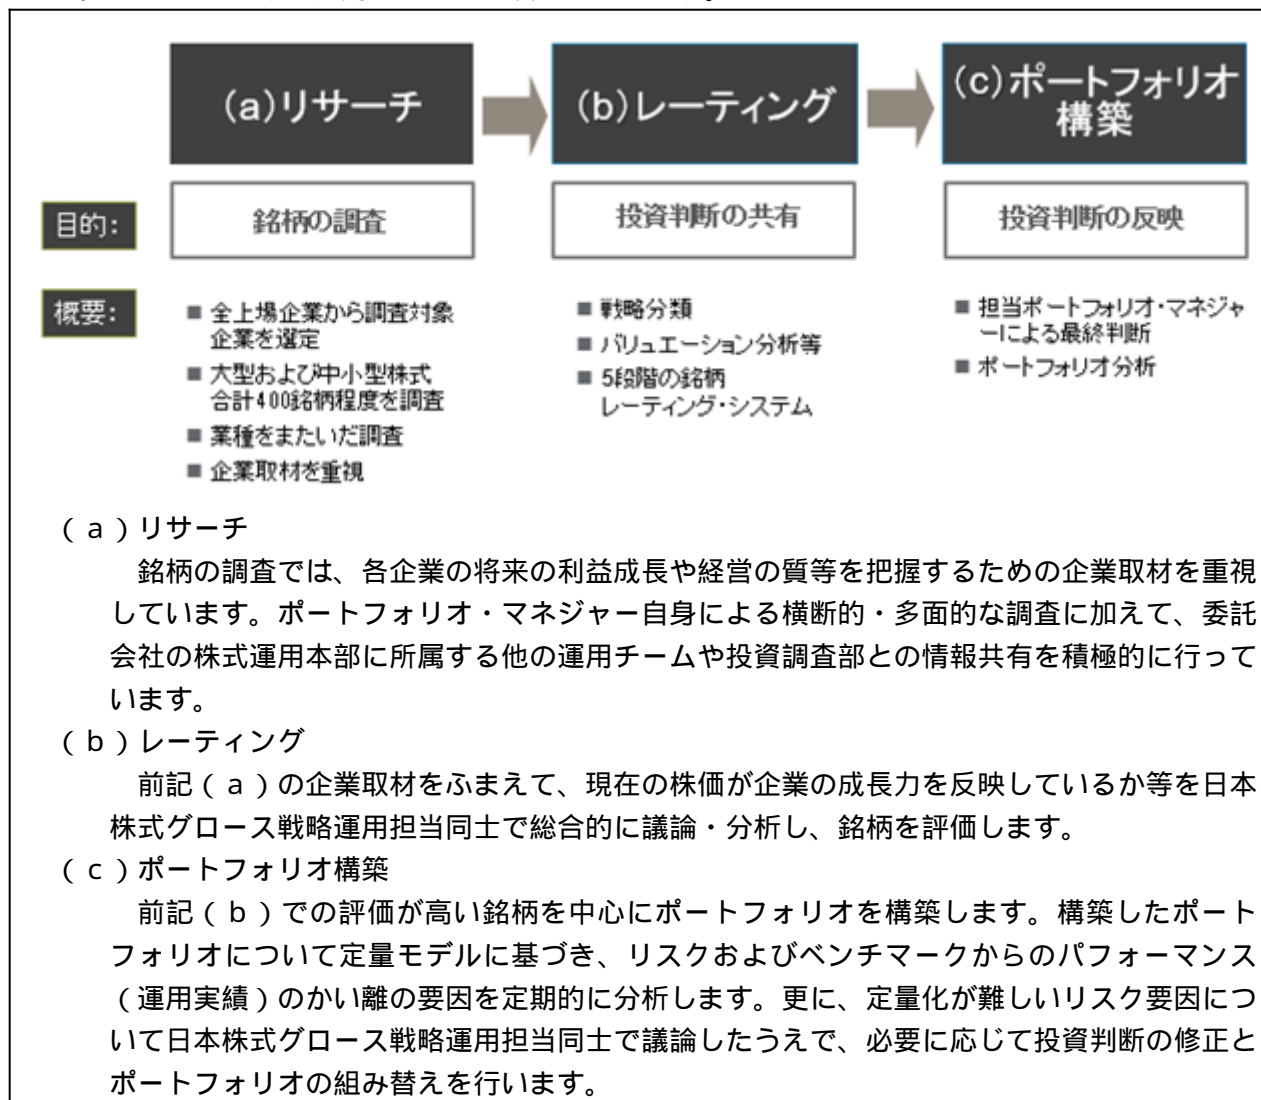 (a)リサーチ
(b)レーティング
(c)ポートフォリオ
構築
目的:
銘柄の調査
投資判断の共有
投資判断の反映
概要:
■ 全上場企業から調査対象
企業を選定
■ 大型および中小型株式
合計400銘柄程度を調査
■ 業種をまたいだ調査
■ 企業取材を重視
■ 戦略分類
■ バリュエーション分析等
■ 5段階の銘柄
レーティング・システム
■ 担当ポートフォリオ・マネジャ
ーによる最終判断
■ ポートフォリオ分析
(a)リサーチ
銘柄の調査では、各企業の将来の利益成長や経営の質等を把握するための企業取材を重視
しています。ポートフォリオ・マネジャー自身による横断的・多面的な調査に加えて、委託
会社の株式運用本部に所属する他の運用チームや投資調査部との情報共有を積極的に行って
います。
(b)レーティング
前記(a)の企業取材をふまえて、現在の株価が企業の成長力を反映しているか等を日本
株式グロース戦略運用担当同士で総合的に議論・分析し、銘柄を評価します。
(c)ポートフォリオ構築
前記(b)での評価が高い銘柄を中心にポートフォリオを構築します。構築したポート
フォリオについて定量モデルに基づき、リスクおよびベンチマークからのパフォーマンス
(運用実績)のかい離の要因を定期的に分析します。更に、定量化が難しいリスク要因につ
いて日本株式グロース戦略運用担当同士で議論したうえで、必要に応じて投資判断の修正と
ポートフォリオの組み替えを行います。